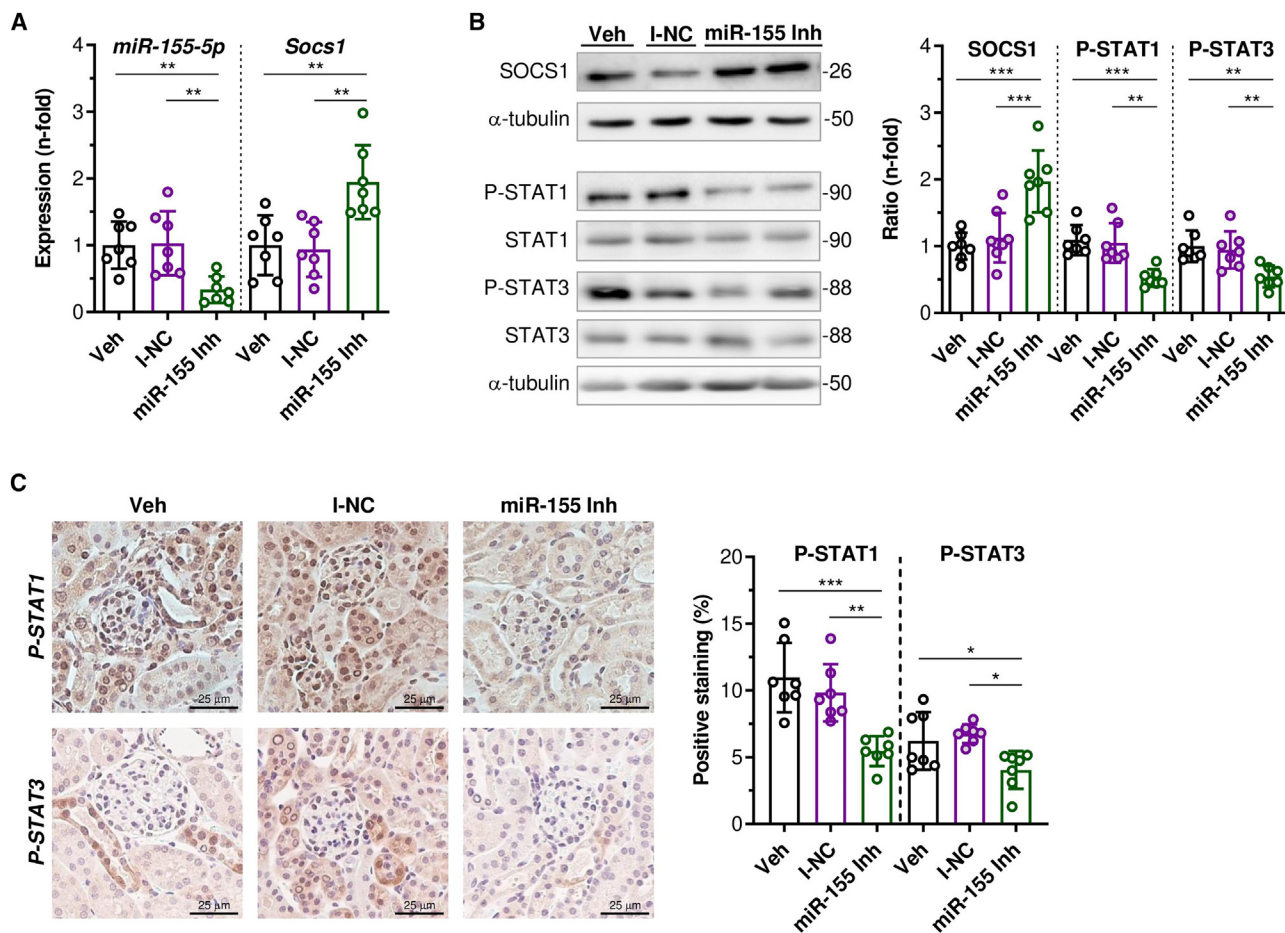 A
miR-155-5p Socs1
** **
** **
Expression (n-fold)
4
3
2
1
0
Veh I-NC miR-155 Inh Veh I-NC miR-155 Inh
B
Veh I-NC miR-155 Inh
SOCS1 -26
α-tubulin -50
P-STAT1 -90
STAT1 -90
P-STAT3 -88
STAT3 -88
α-tubulin -50
SOCS1 P-STAT1 P-STAT3
*** *** **
*** ** **
Ratio (n-fold)
4
3
2
1
0
Veh I-NC miR-155 Inh Veh I-NC miR-155 Inh Veh I-NC miR-155 Inh
C
Veh I-NC miR-155 Inh
P-STAT1
25 µm 25 µm 25 µm
P-STAT3
25 µm 25 µm 25 µm
P-STAT1 P-STAT3
***
**
*
*
Positive staining (%)
20
15
10
5
0
Veh I-NC miR-155 Inh Veh I-NC miR-155 Inh